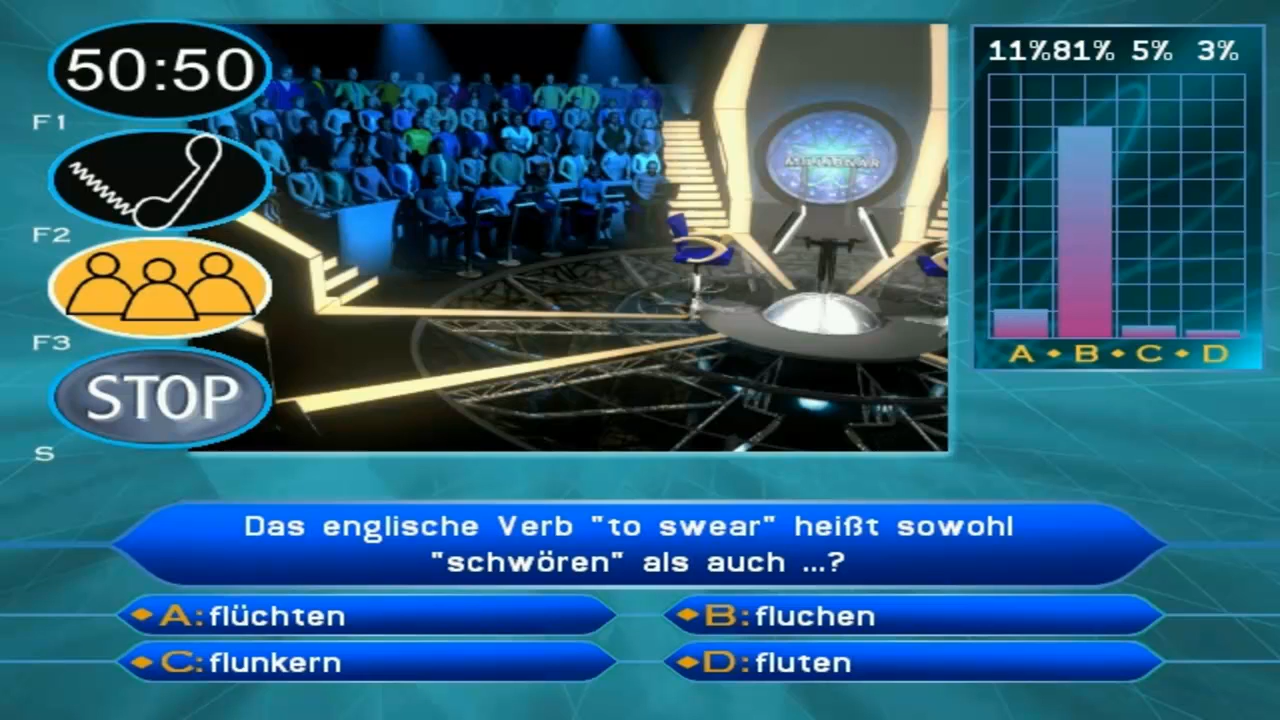 50:50
F1
F2
F3
STOP
S
MILLIONÄR
11% 81% 5% 3%
A ◆ B ◆ C ◆ D
Das englische Verb "to swear" heißt sowohl
"schwören" als auch ...?
◆ A: flüchten
◆ B: fluchen
◆ C: flunkern
◆ D: fluten